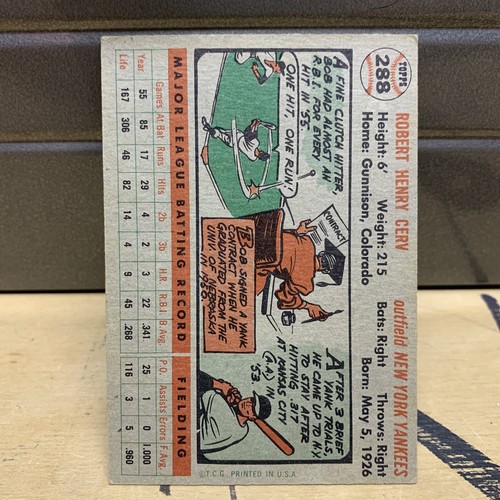 TOPPS
288
ROBERT HENRY CERV
outfield NEW YORK YANKEES
Height: 6' Weight: 215 Bats: Right Throws: Right
Home: Gunnison, Colorado Born: May 5, 1926
A FINE CLUTCH HITTER,
BOB HAD ALMOST AN
R.B.I. FOR EVERY
HIT IN '55.
ONE HIT, ONE RUN!
CONTRACT
BOB SIGNED A YANK
CONTRACT WHEN HE
GRADUATED FROM THE
UNIV. OF NEBRASKA
IN 1950.
AFTER 3 BRIEF
YANK TRIALS,
HE CAME UP TO N.Y.
TO STAY AFTER
HITTING BIG
AT KANSAS CITY
(A.A.) IN
'53.
MAJOR LEAGUE BATTING RECORD FIELDING
Year Games At Bat Runs Hits 2b 3b H.R. R.B.I. B.Avg. P.O. Assists Errors F.Avg.
Year 55 85 17 29 4 2 3 22 .341 25 1 0 1.000
Life 167 306 46 82 14 4 9 45 .268 116 3 5 .960
©T.C.G. PRINTED IN U.S.A.